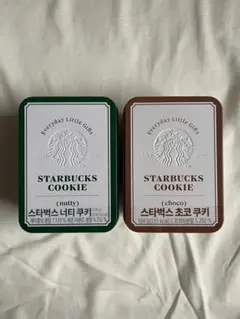 Everyday Little Gifts
STARBUCKS
COOKIE
(nutty)
스타벅스 너티 쿠키
Everyday Little Gifts
STARBUCKS
COOKIE
(choco)
스타벅스 초코 쿠키